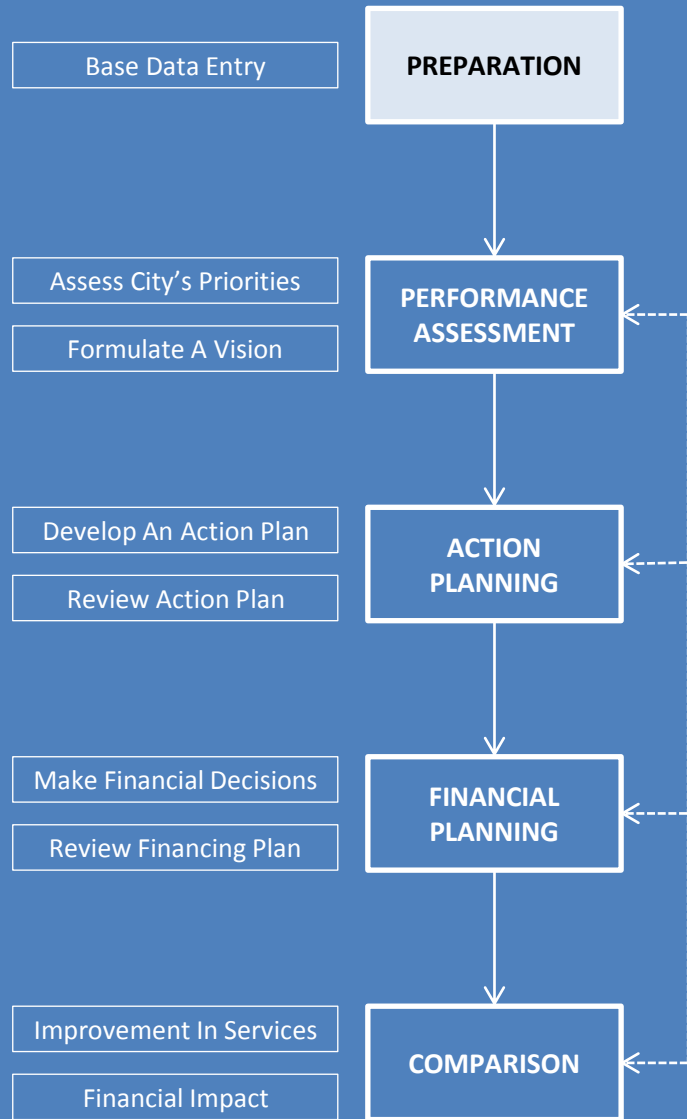 Base Data Entry
PREPARATION
Assess City’s Priorities
Formulate A Vision
PERFORMANCE
ASSESSMENT
Develop An Action Plan
Review Action Plan
ACTION
PLANNING
Make Financial Decisions
Review Financing Plan
FINANCIAL
PLANNING
Improvement In Services
Financial Impact
COMPARISON